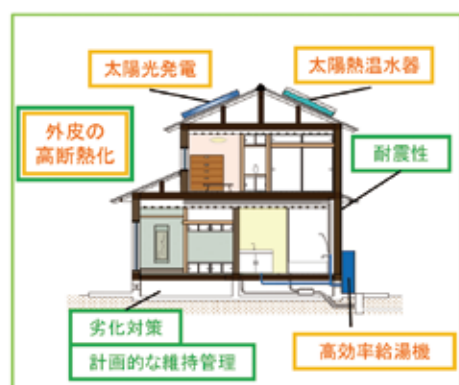 太陽光発電
太陽熱温水器
外皮の
高断熱化
耐震性
劣化対策
計画的な維持管理
高効率給湯機